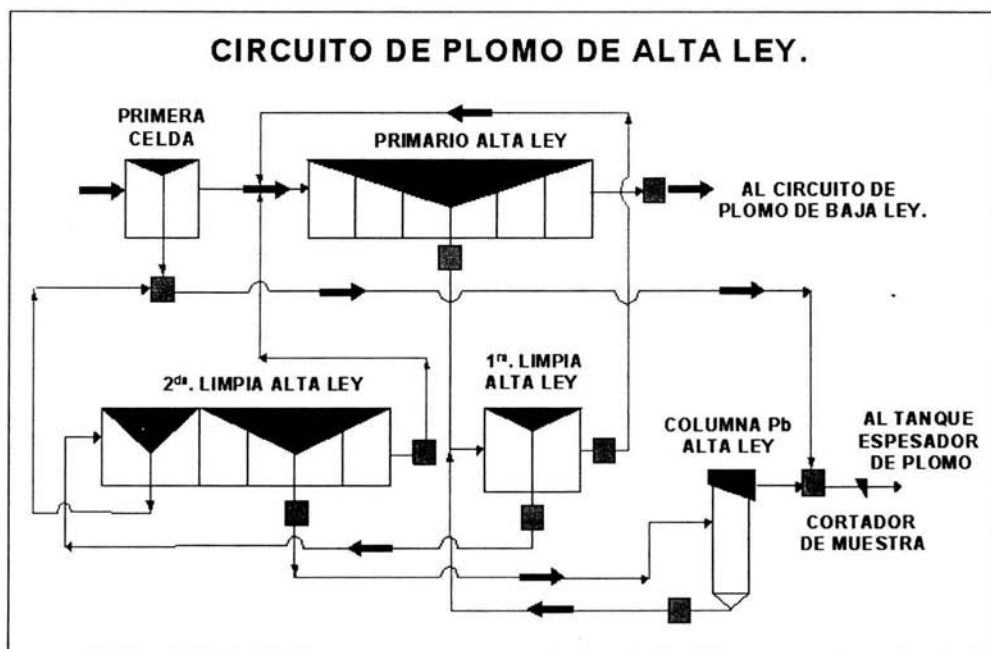 CIRCUITO DE PLOMO DE ALTA LEY.
PRIMERA
CELDA
PRIMARIO ALTA LEY
AL CIRCUITO DE
PLOMO DE BAJA LEY.
2da. LIMPIA ALTA LEY
1ra. LIMPIA
ALTA LEY
COLUMNA Pb
ALTA LEY
AL TANQUE
ESPESADOR
DE PLOMO
CORTADOR
DE MUESTRA